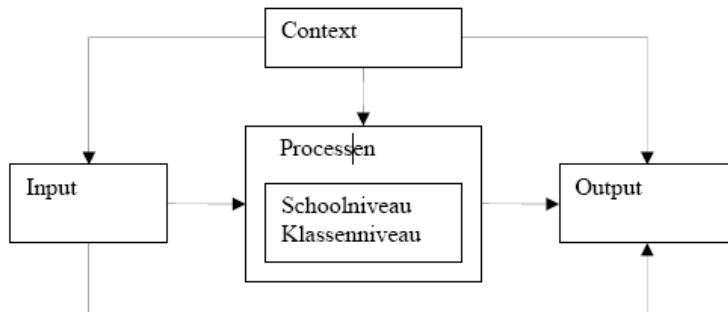 Context
Processen
Input
Schoolniveau
Klassenniveau
Output